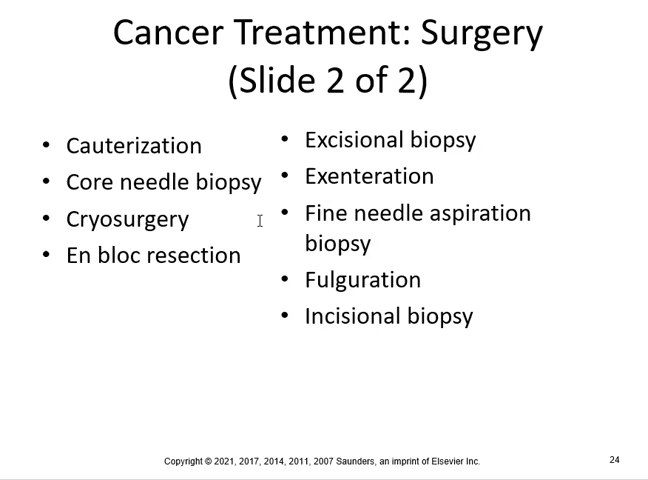 Cancer Treatment: Surgery
(Slide 2 of 2)
• Cauterization
• Core needle biopsy
• Cryosurgery
• En bloc resection
• Excisional biopsy
• Exenteration
• Fine needle aspiration
biopsy
• Fulguration
• Incisional biopsy
Copyright © 2021, 2017, 2014, 2011, 2007 Saunders, an imprint of Elsevier Inc.
24